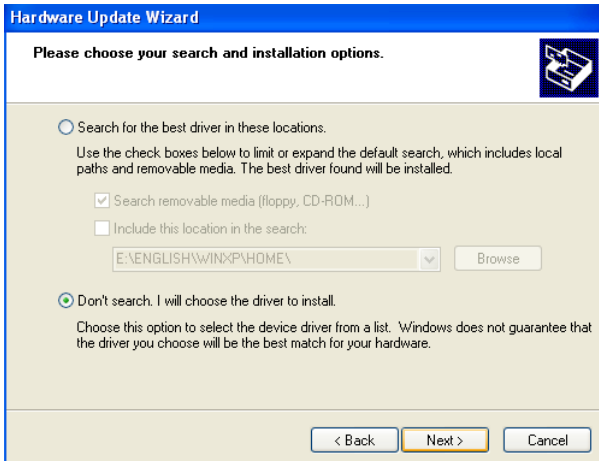 Hardware Update Wizard
Please choose your search and installation options.
Search for the best driver in these locations.
Use the check boxes below to limit or expand the default search, which includes local
paths and removable media. The best driver found will be installed.
Search removable media (floppy, CD-ROM...)
Include this location in the search:
E:\ENGLISH\WINXP\HOME\
Browse
Don't search. I will choose the driver to install.
Choose this option to select the device driver from a list. Windows does not guarantee that
the driver you choose will be the best match for your hardware.
< Back Next > Cancel